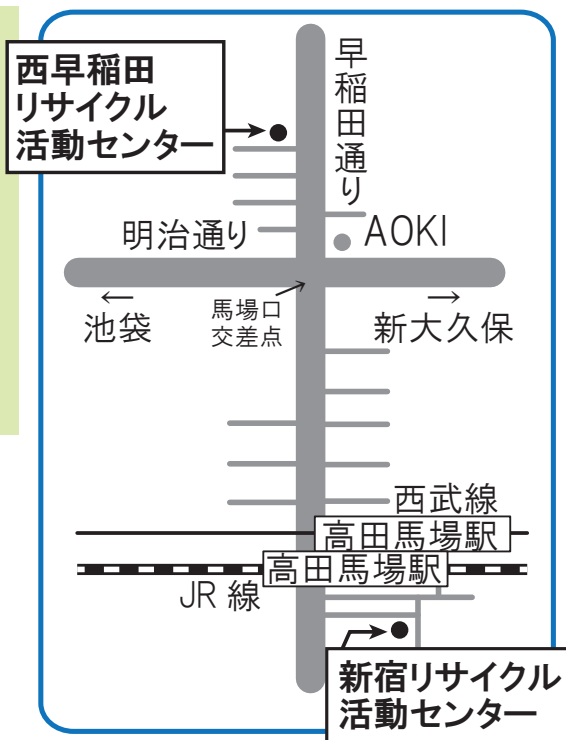 西早稲田
リサイクル
活動センター
早稲田通り
明治通り
AOKI
←
池袋
馬場口
交差点
→
新大久保
西武線
高田馬場駅
高田馬場駅
JR 線
新宿リサイクル
活動センター